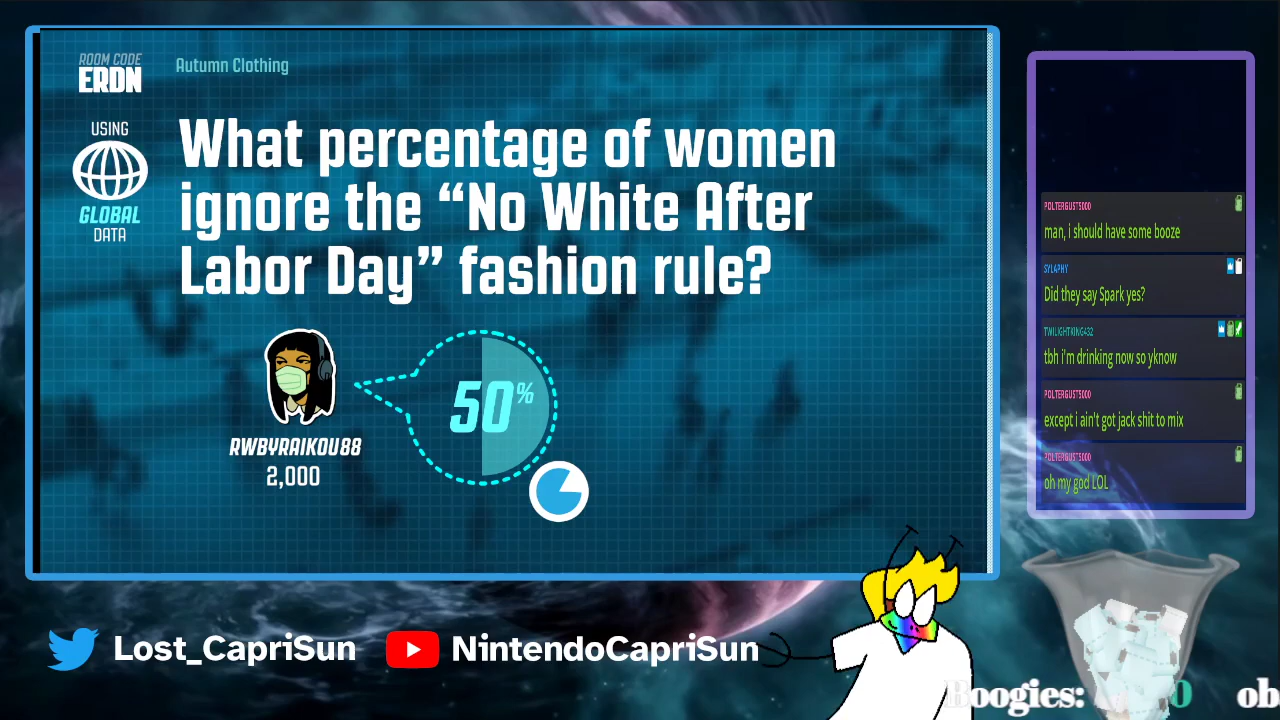 ROOM CODE
ERDN
Autumn Clothing
USING
GLOBAL
DATA
What percentage of women
ignore the “No White After
Labor Day” fashion rule?
50%
RWBYRAIKOU88
2,000
POLTERGUST5000
man, i should have some booze
SYLAPHY
Did they say Spark yes?
TWILIGHTKING432
tbh i'm drinking now so yknow
POLTERGUST5000
except i ain't got jack shit to mix
POLTERGUST5000
oh my god LOL
Lost_CapriSun
NintendoCapriSun
Boogies: